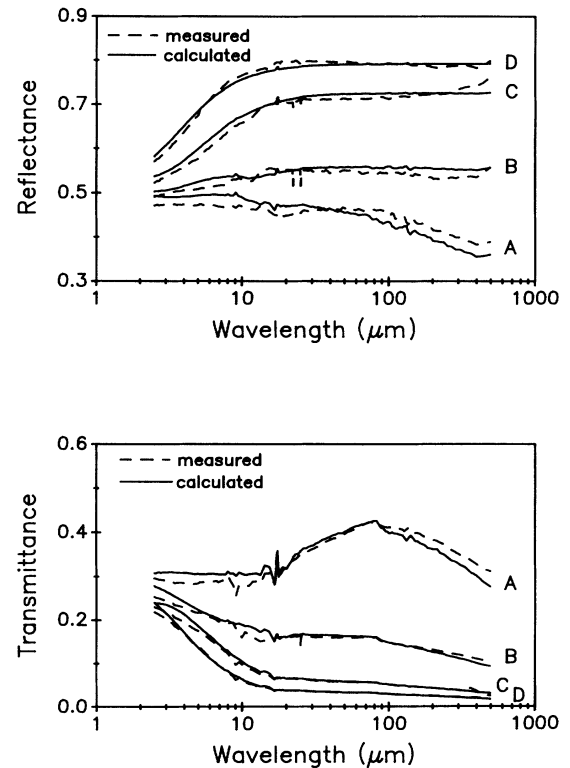 0.9
measured
calculated
D
0.7
C
Reflectance
B
0.5
A
0.3
1 10 100 1000
Wavelength (μm)
0.6
measured
calculated
0.4
Transmittance
A
0.2
B
C D
0.0
1 10 100 1000
Wavelength (μm)